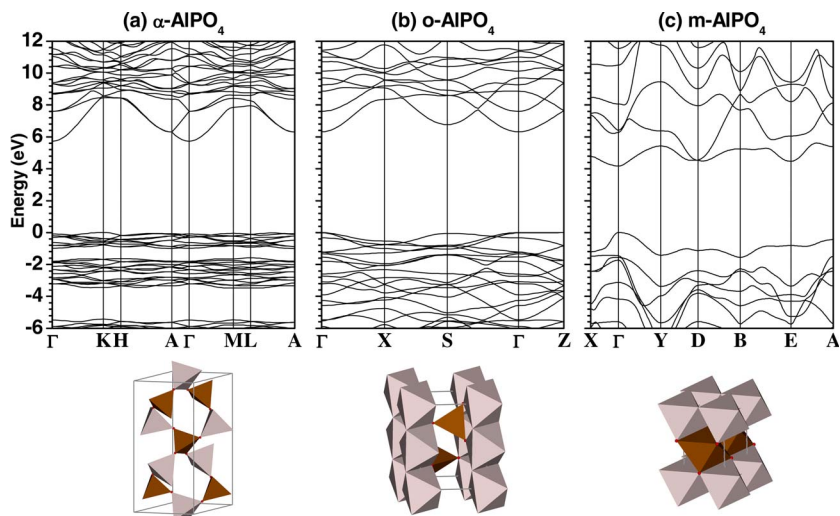 (a) α-AlPO4 (b) o-AlPO4 (c) m-AlPO4
Energy (eV)
12
10
8
6
4
2
0
-2
-4
-6
Γ K H A Γ M L A
Γ X S Γ Z
X Γ Y D B E A